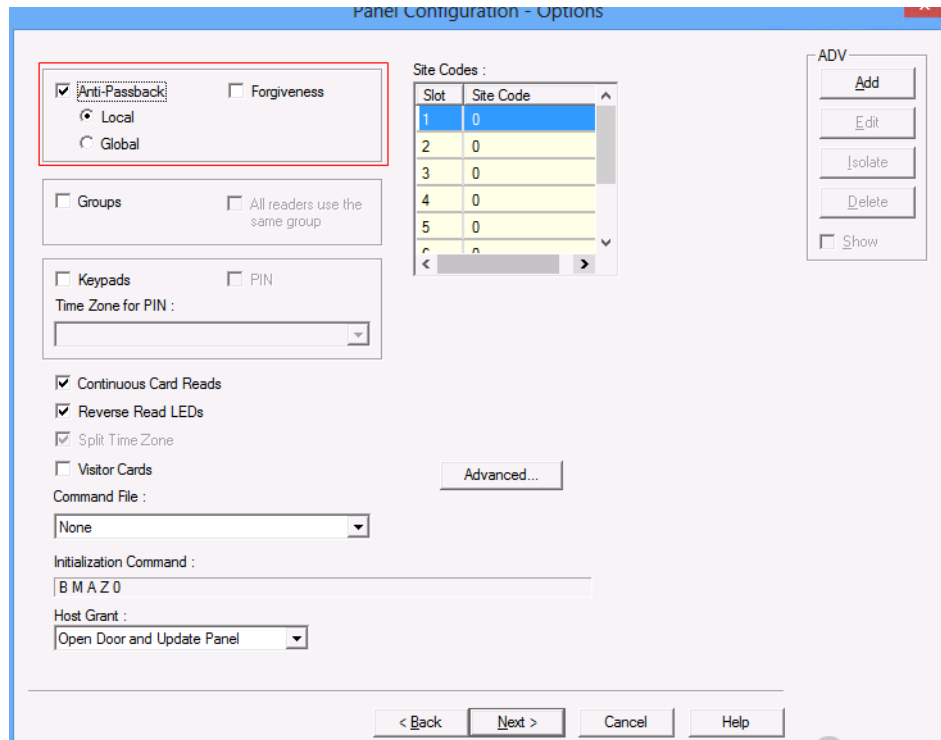 Panel Configuration - Options
Anti-Passback
Forgiveness
Local
Global
Groups
All readers use the
same group
Keypads
PIN
Time Zone for PIN :
Continuous Card Reads
Reverse Read LEDs
Split Time Zone
Visitor Cards
Command File :
None
Initialization Command :
B M A Z 0
Host Grant :
Open Door and Update Panel
Site Codes :
Slot Site Code
1 0
2 0
3 0
4 0
5 0
6 0
Advanced...
ADV
Add
Edit
Isolate
Delete
Show
< Back
Next >
Cancel
Help